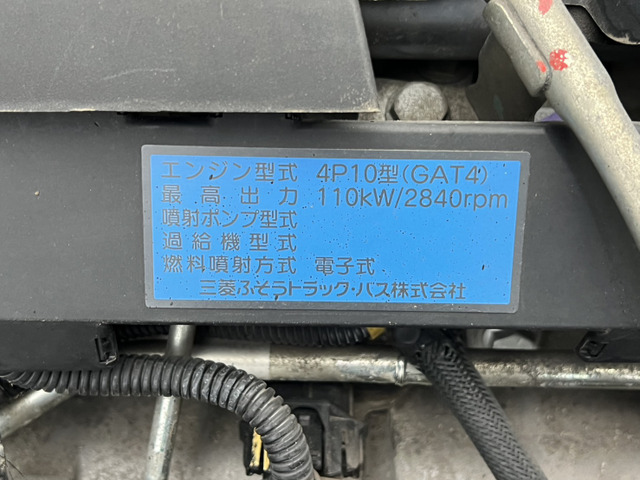 エンジン型式 4P10型(GAT4)
最高出力 110kW/2840rpm
噴射ポンプ型式
過給機型式
燃料噴射方式 電子式
三菱ふそうトラック・バス株式会社